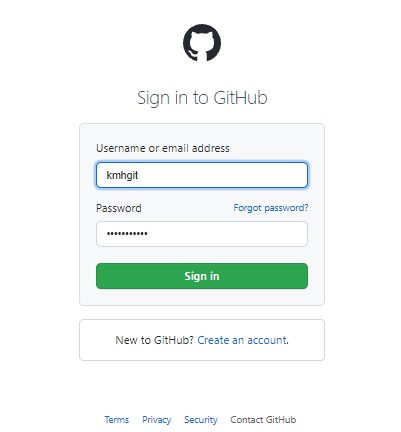 Sign in to GitHub
Username or email address
kmhgit
Password Forgot password?
•••••••••••
Sign in
New to GitHub? Create an account.
Terms Privacy Security Contact GitHub